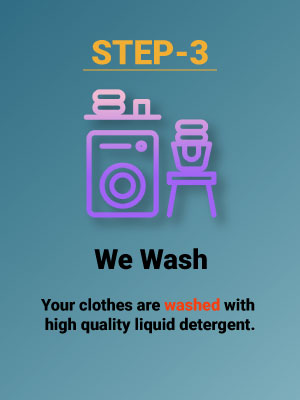 STEP-3
We Wash
Your clothes are washed with
high quality liquid detergent.